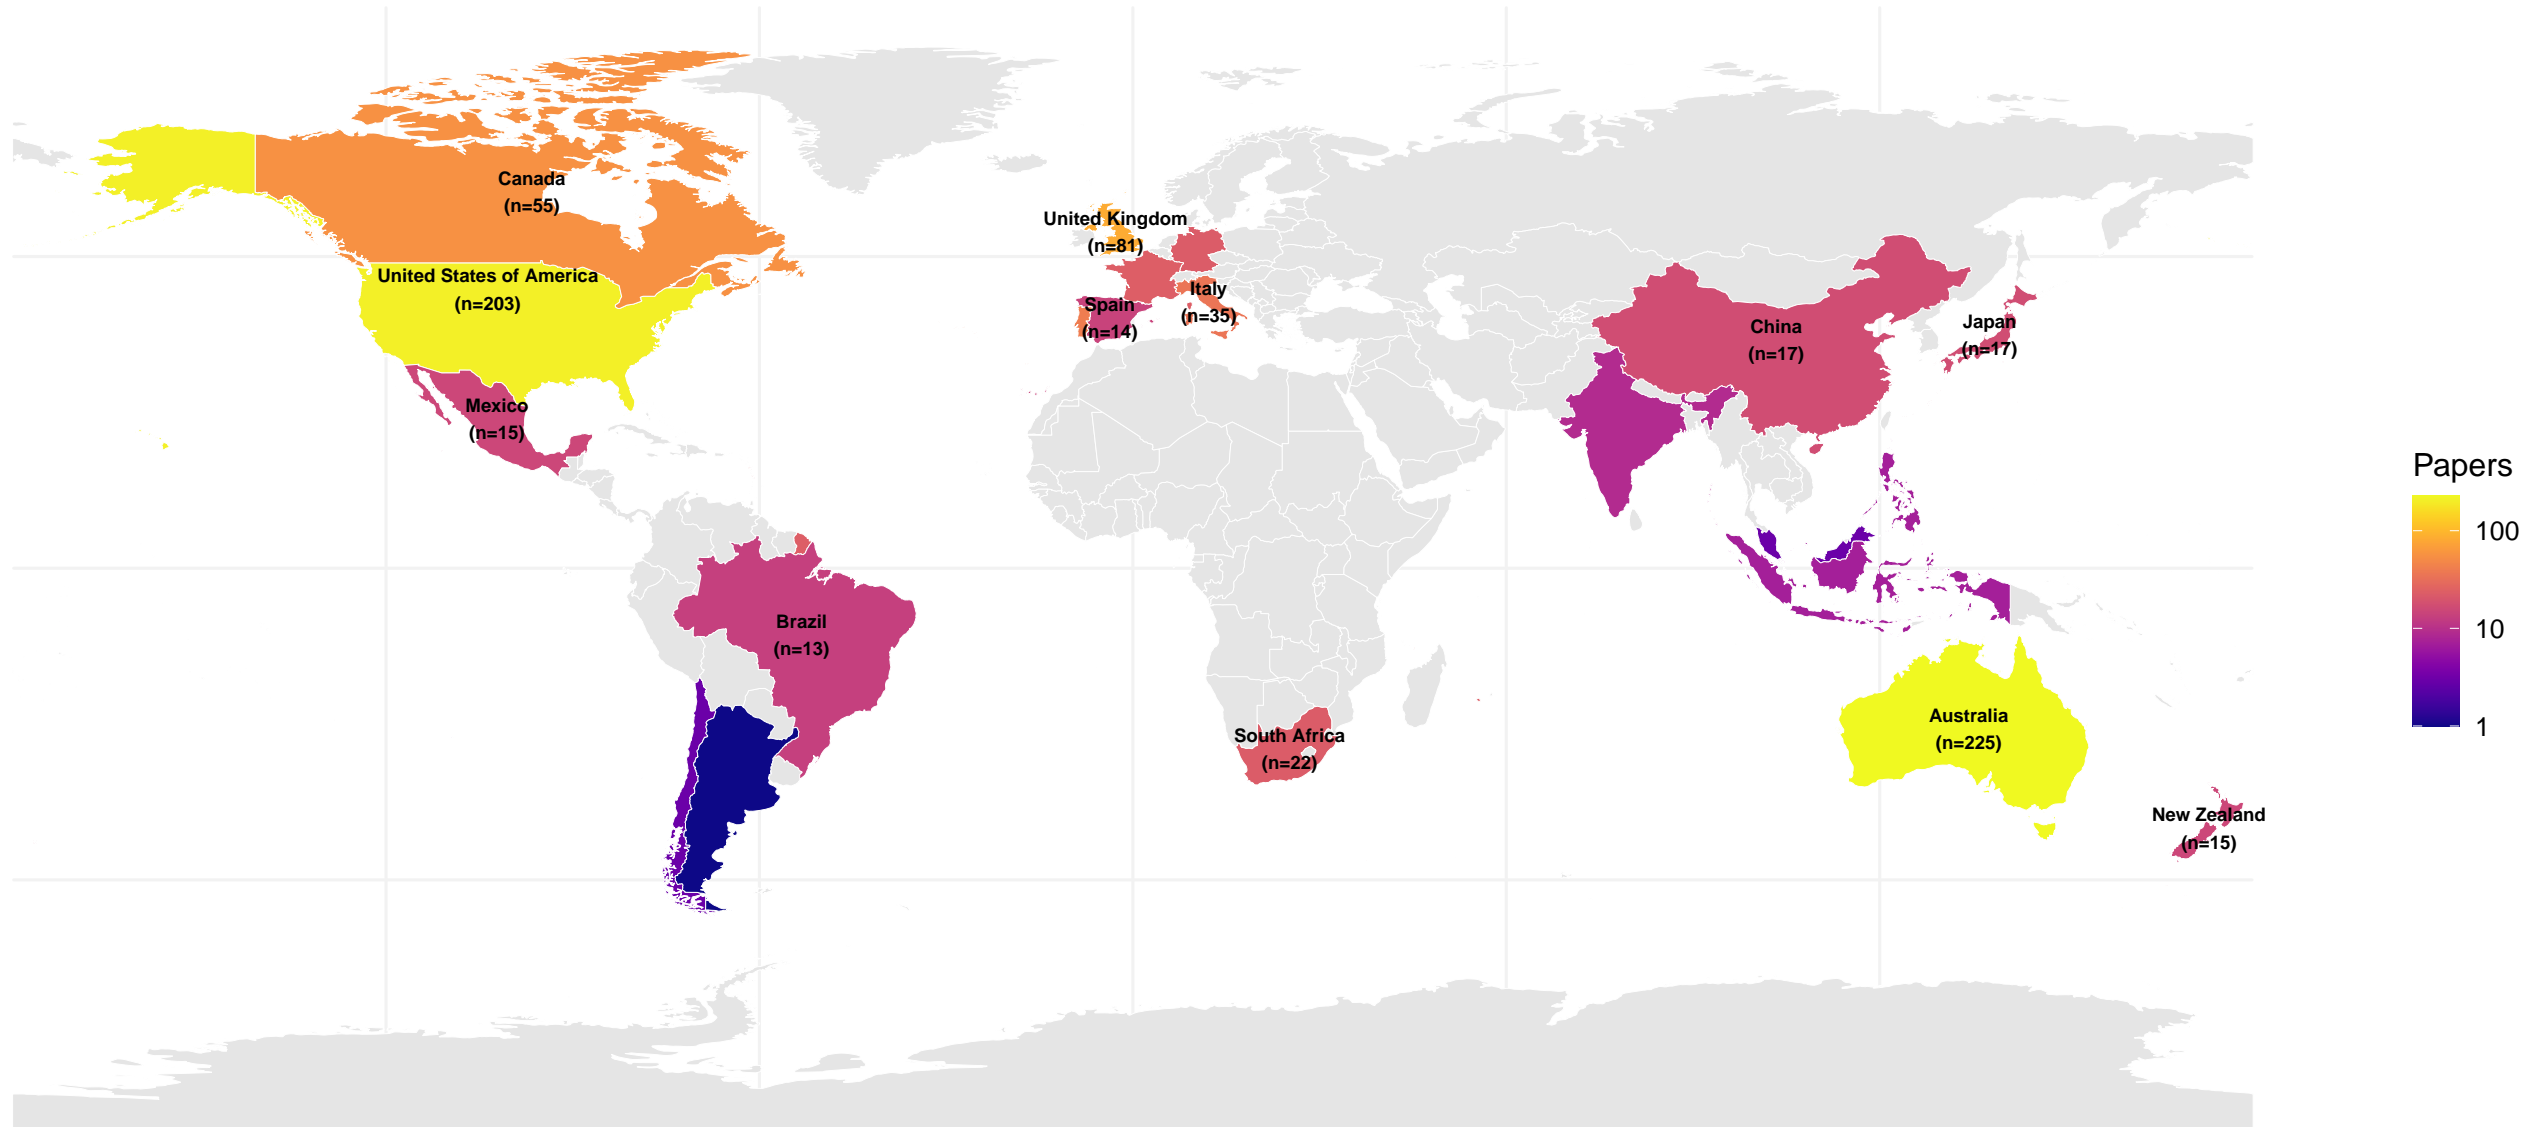 Canada
(n=55)
United Kingdom
(n=81)
United States of America
(n=203)
Italy
(n=35)
Spain
(n=14)
China
(n=17)
Japan
(n=17)
Mexico
(n=15)
Brazil
(n=13)
South Africa
(n=22)
Australia
(n=225)
New Zealand
(n=15)
Papers
100
10
1